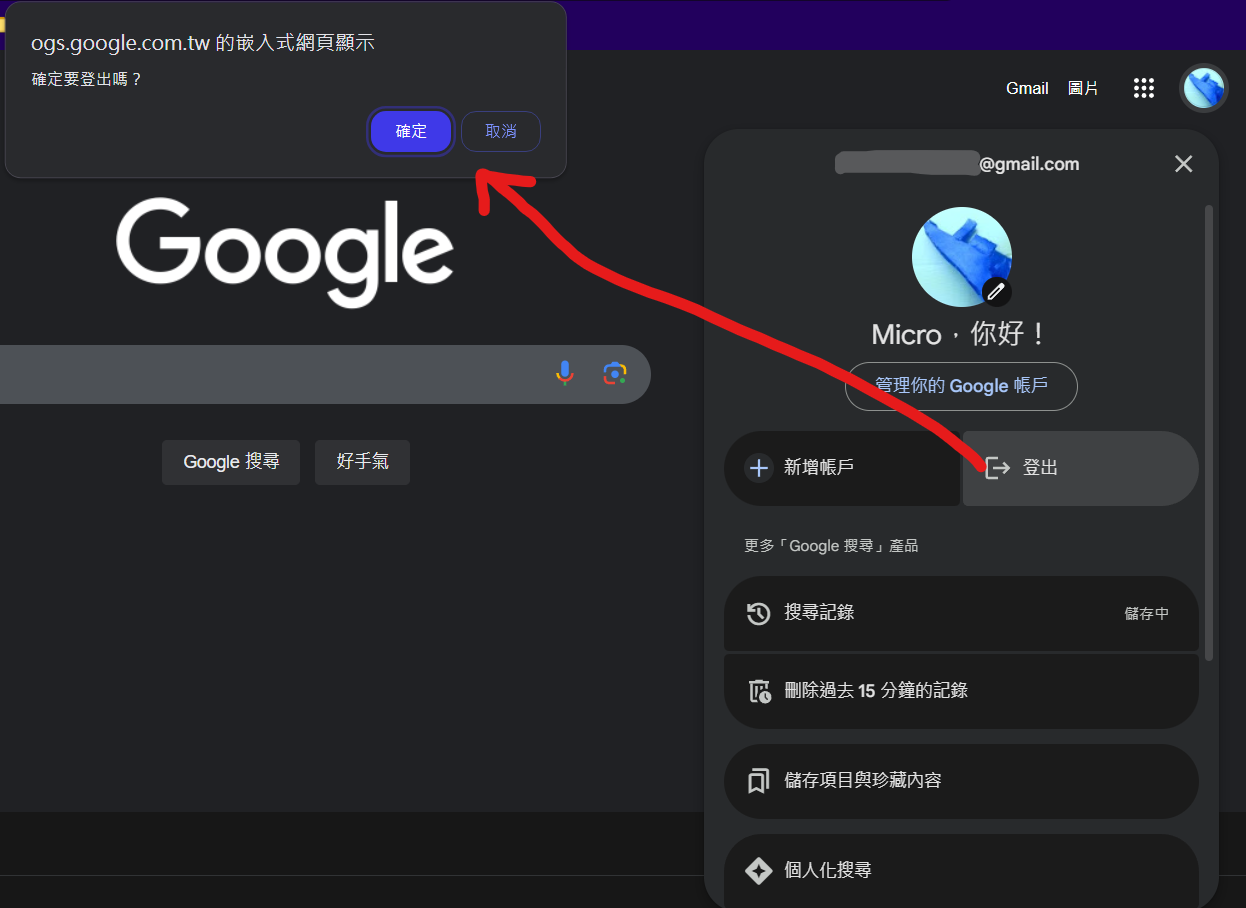 ogs.google.com.tw 的嵌入式網頁顯示
確定要登出嗎？
確定
取消
Gmail
圖片
@gmail.com
Google
Micro，你好！
管理你的 Google 帳戶
Google 搜尋
好手氣
新增帳戶
登出
更多「Google 搜尋」產品
搜尋記錄
儲存中
刪除過去 15 分鐘的記錄
儲存項目與珍藏內容
個人化搜尋